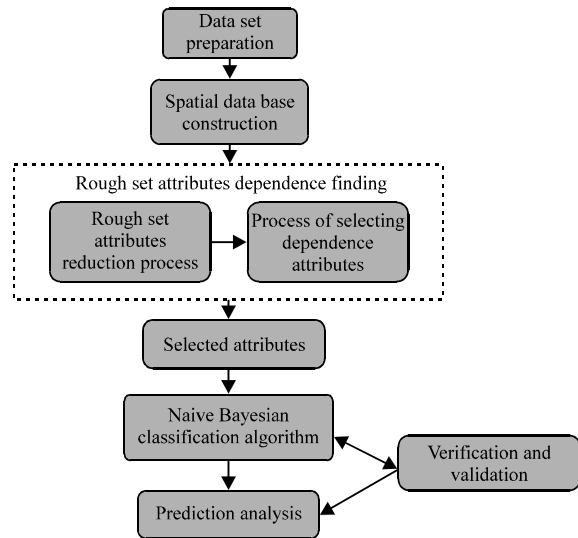 Data set
preparation
Spatial data base
construction
Rough set attributes dependence finding
Rough set
attributes
reduction process
Process of selecting
dependence
attributes
Selected attributes
Naive Bayesian
classification algorithm
Verification and
validation
Prediction analysis